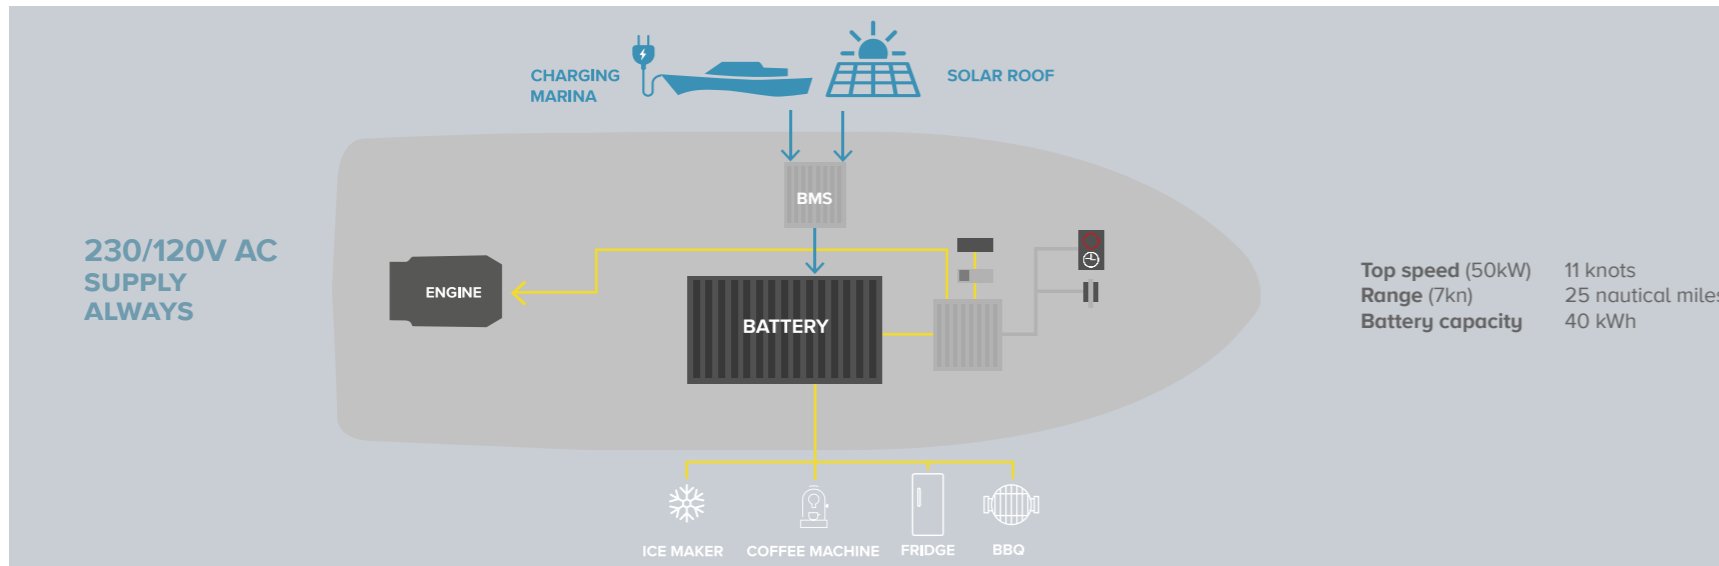 CHARGING
MARINA
SOLAR ROOF
BMS
230/120V AC
SUPPLY
ALWAYS
ENGINE
BATTERY
Top speed (50kW) 11 knots
Range (7kn) 25 nautical miles
Battery capacity 40 kWh
ICE MAKER COFFEE MACHINE FRIDGE BBQ